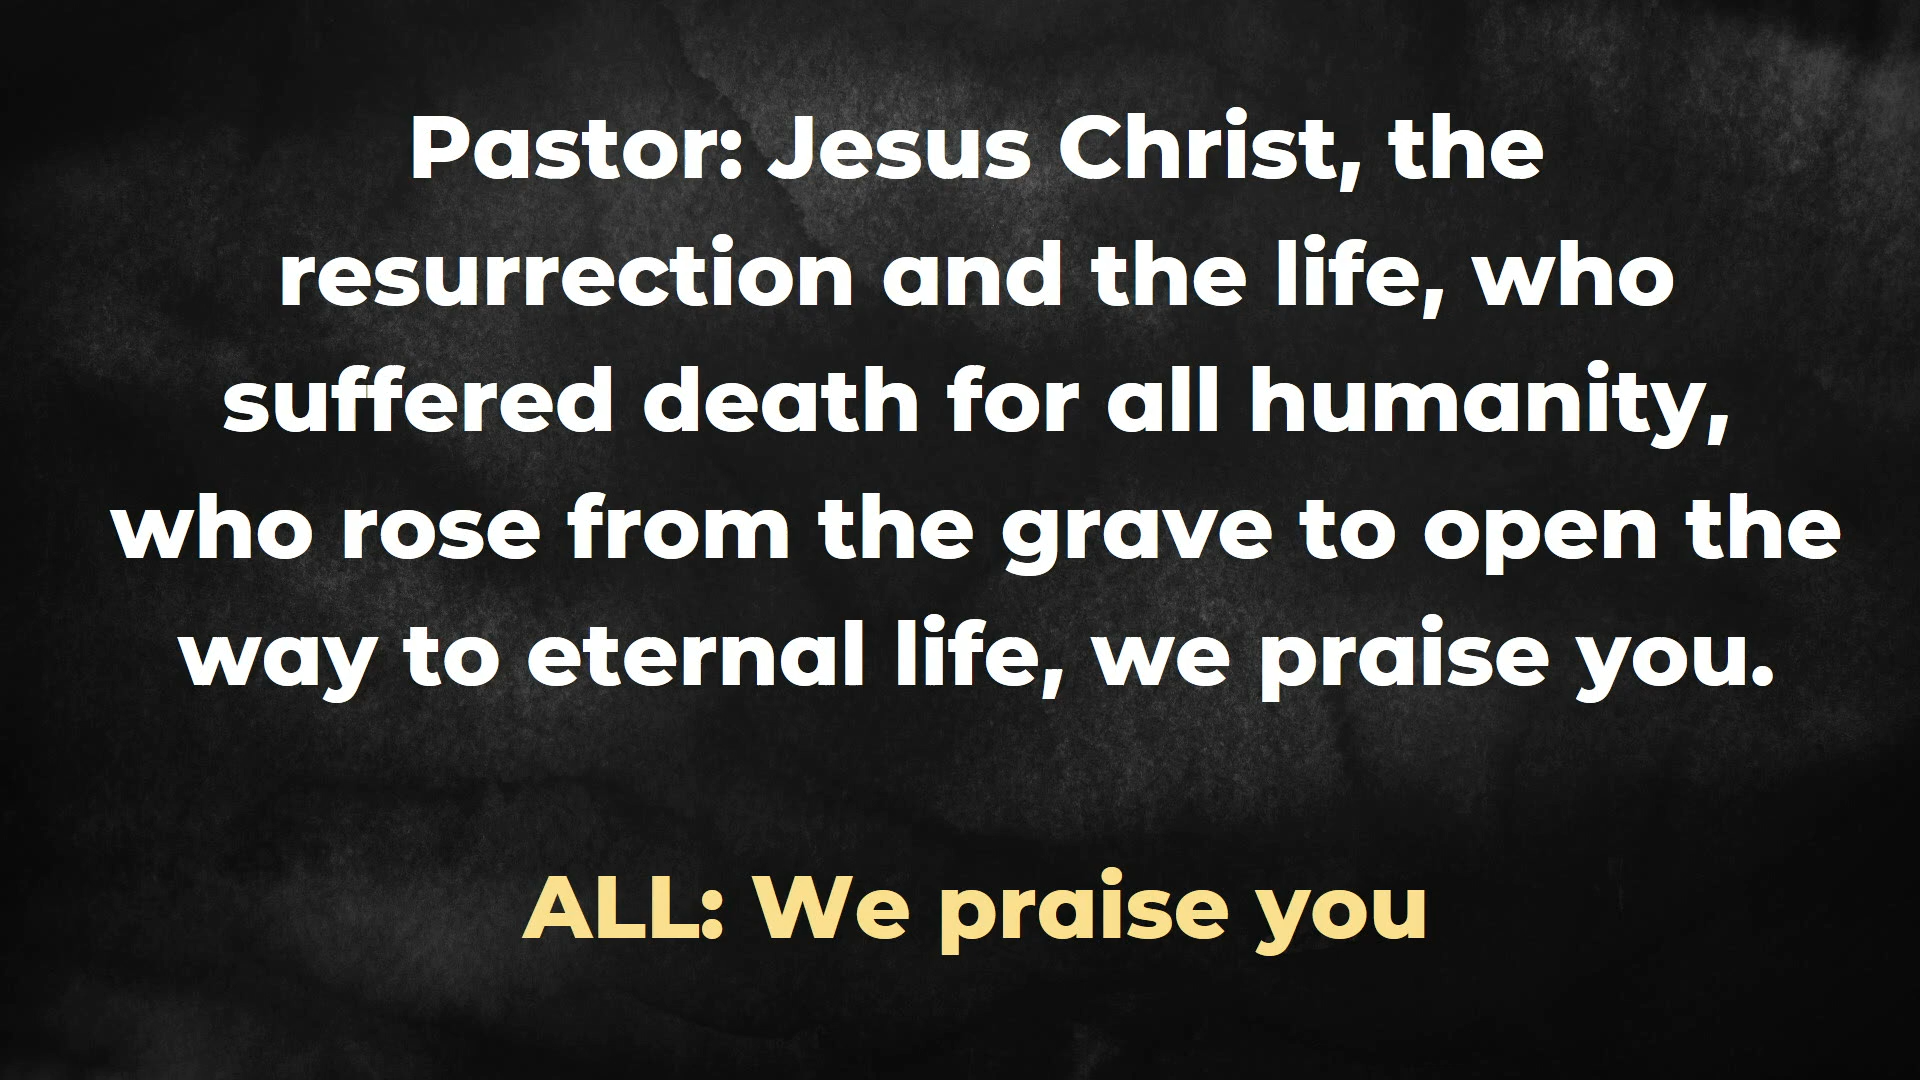 Pastor: Jesus Christ, the
resurrection and the life, who
suffered death for all humanity,
who rose from the grave to open the
way to eternal life, we praise you.
ALL: We praise you